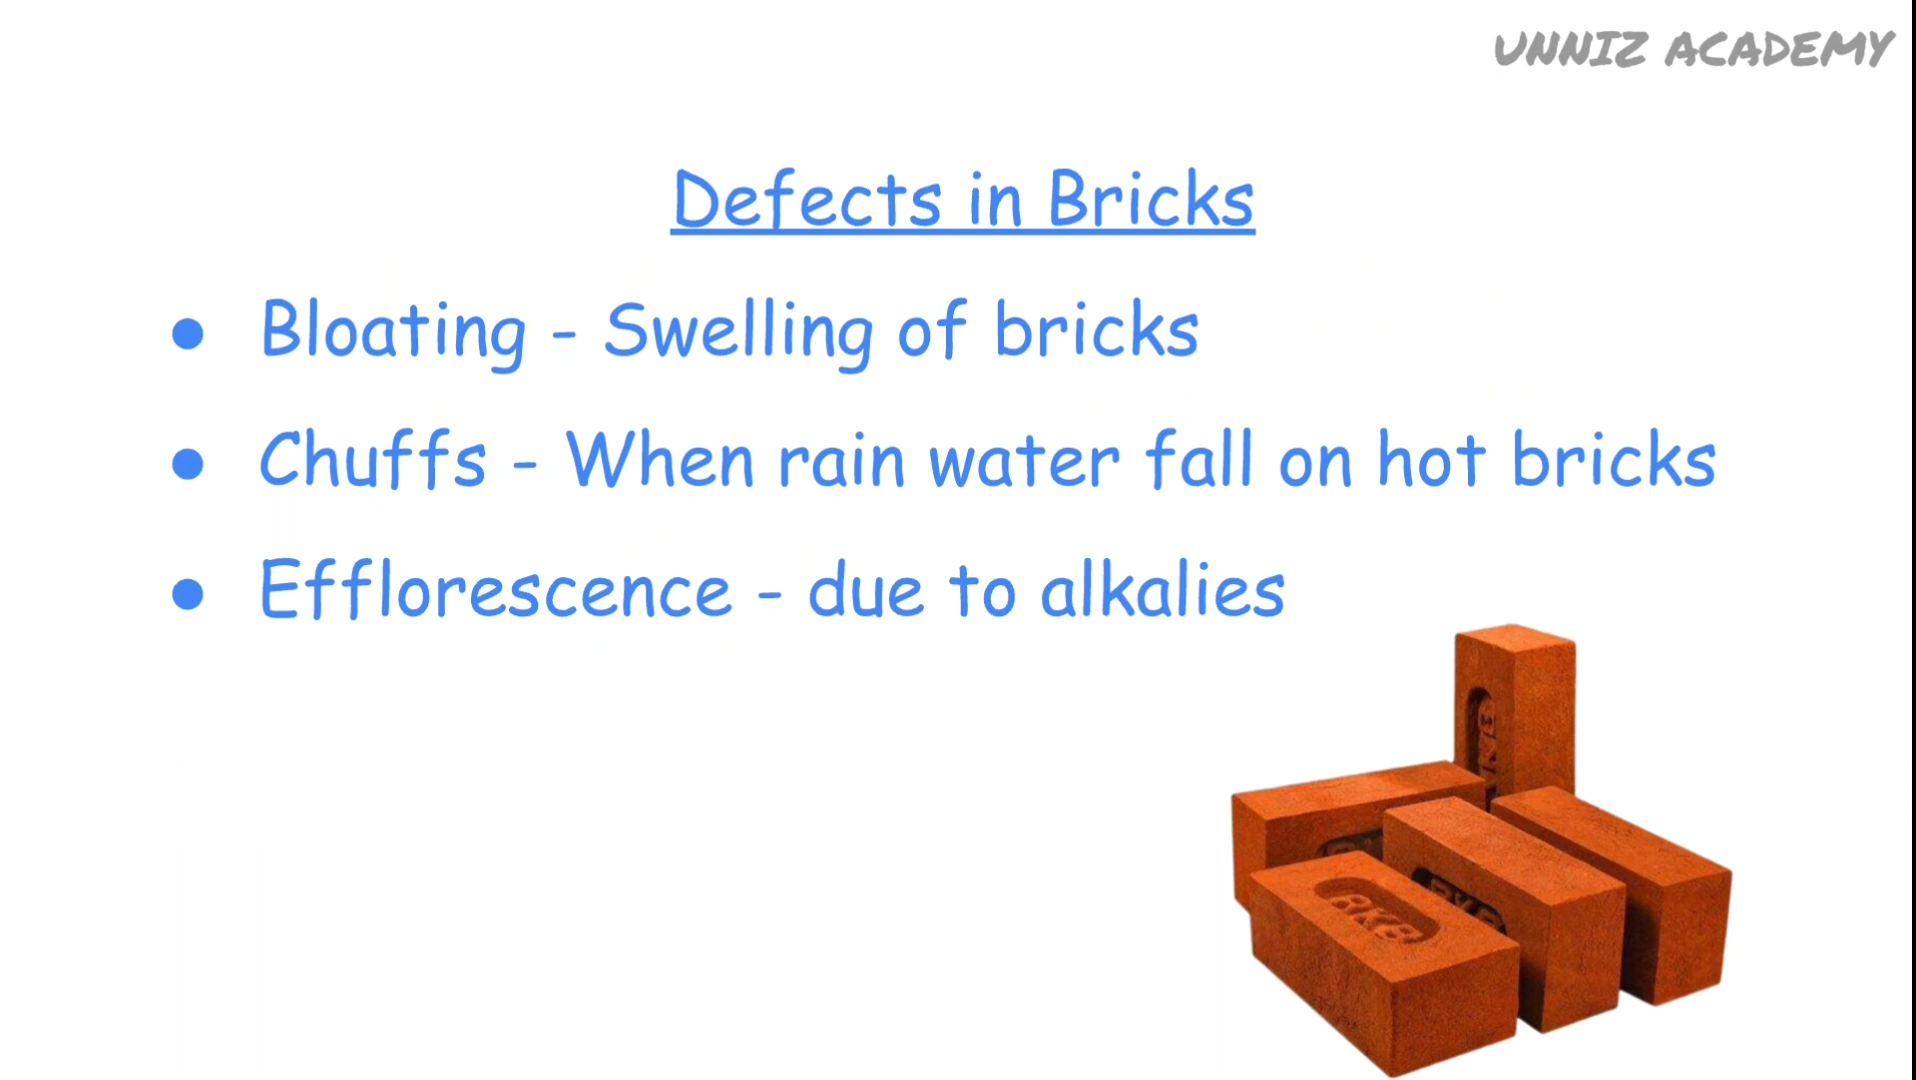 UNNIZ ACADEMY
Defects in Bricks
● Bloating - Swelling of bricks
● Chuffs - When rain water fall on hot bricks
● Efflorescence - due to alkalies
RKB